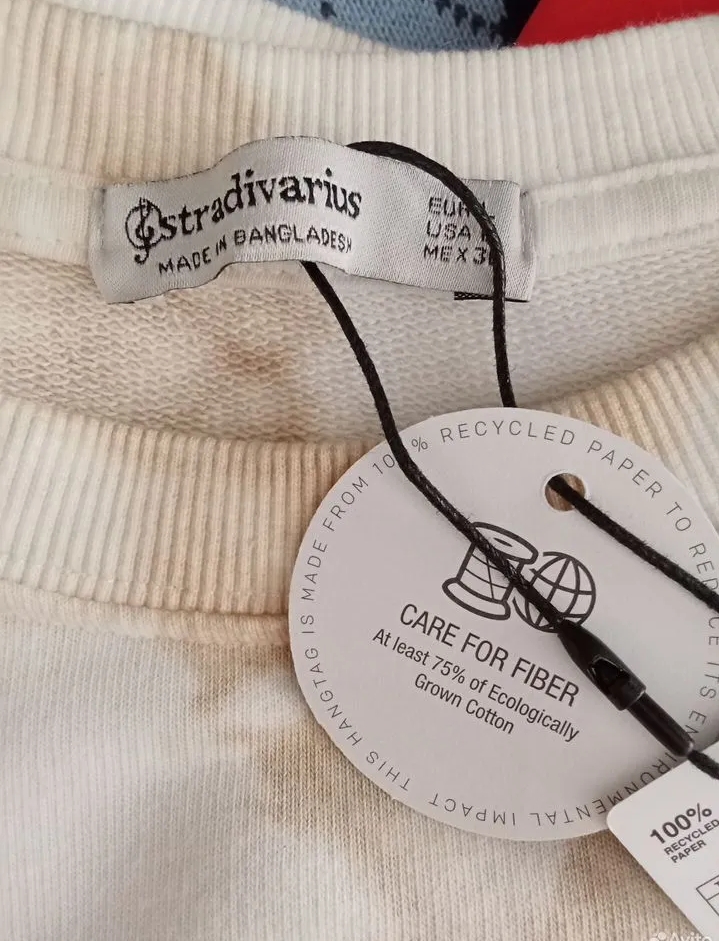 stradivarius
MADE IN BANGLADESH
EUR L
USA
MEX
THIS HANGTAG IS MADE FROM 100% RECYCLED PAPER TO REDUCE ITS ENVIRONMENTAL IMPACT
CARE FOR FIBER
At least 75% of Ecologically
Grown Cotton
100%
RECYCLED
PAPER
Avito